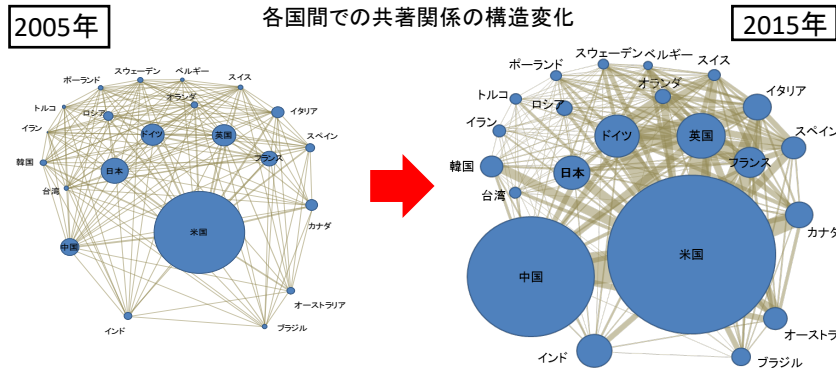 各国間での共著関係の構造変化
2005年
スウェーデン
ベルギー
ポーランド
スイス
オランダ
トルコ
ロシア
イタリア
イラン
ドイツ
英国
スペイン
韓国
フランス
日本
台湾
カナダ
米国
中国
オーストラリア
インド
ブラジル
2015年
スウェーデン
ベルギー
ポーランド
スイス
オランダ
トルコ
ロシア
イタリア
イラン
ドイツ
英国
スペイン
韓国
フランス
日本
台湾
カナダ
米国
中国
オーストラ
インド
ブラジル